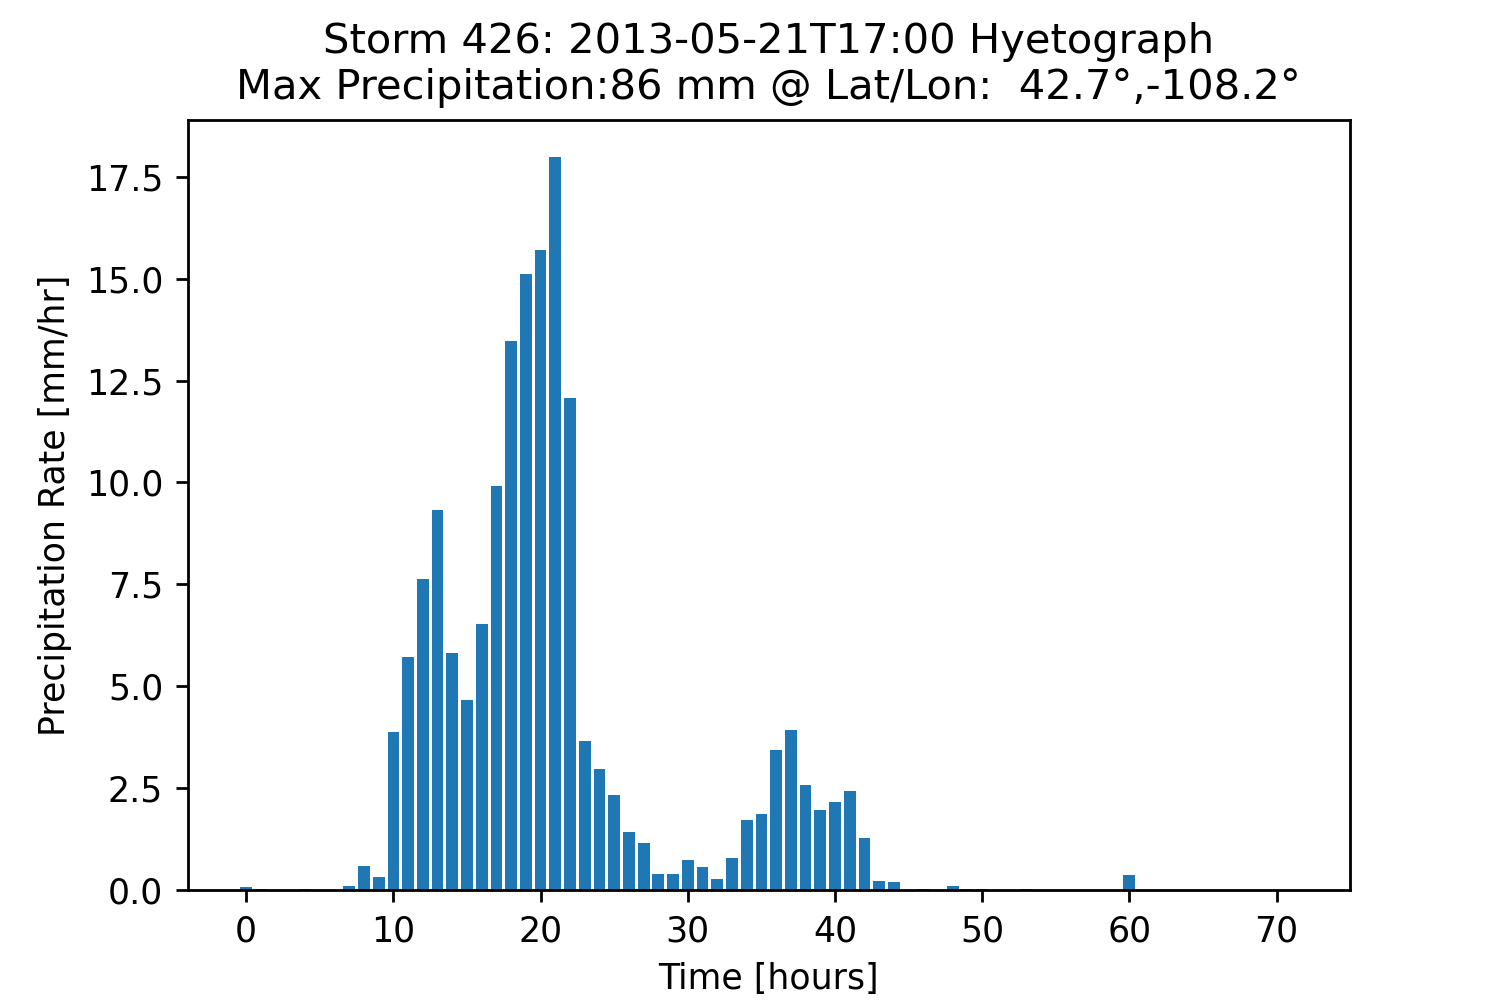 Storm 426: 2013-05-21T17:00 Hyetograph
Max Precipitation:86 mm @ Lat/Lon:  42.7°,-108.2°
Precipitation Rate [mm/hr]
17.5
15.0
12.5
10.0
7.5
5.0
2.5
0.0
0 10 20 30 40 50 60 70
Time [hours]